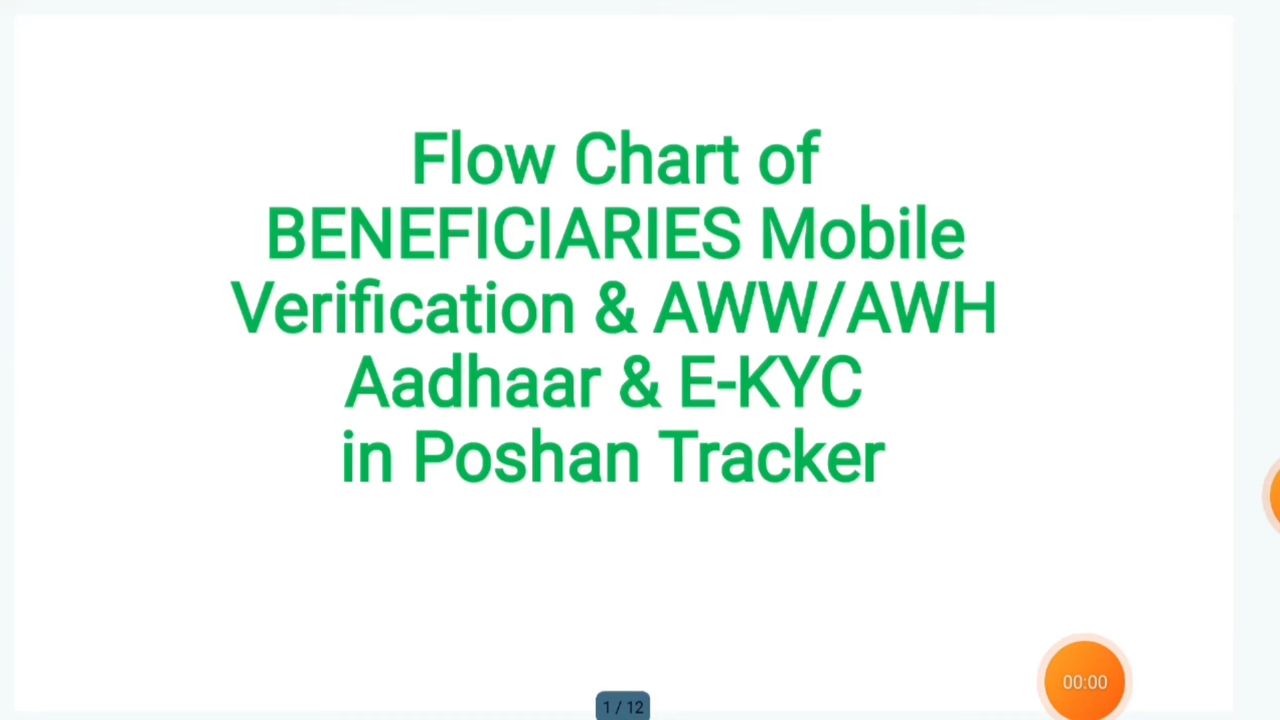 Flow Chart of
BENEFICIARIES Mobile
Verification & AWW/AWH
Aadhaar & E-KYC
in Poshan Tracker
00:00
1 / 12